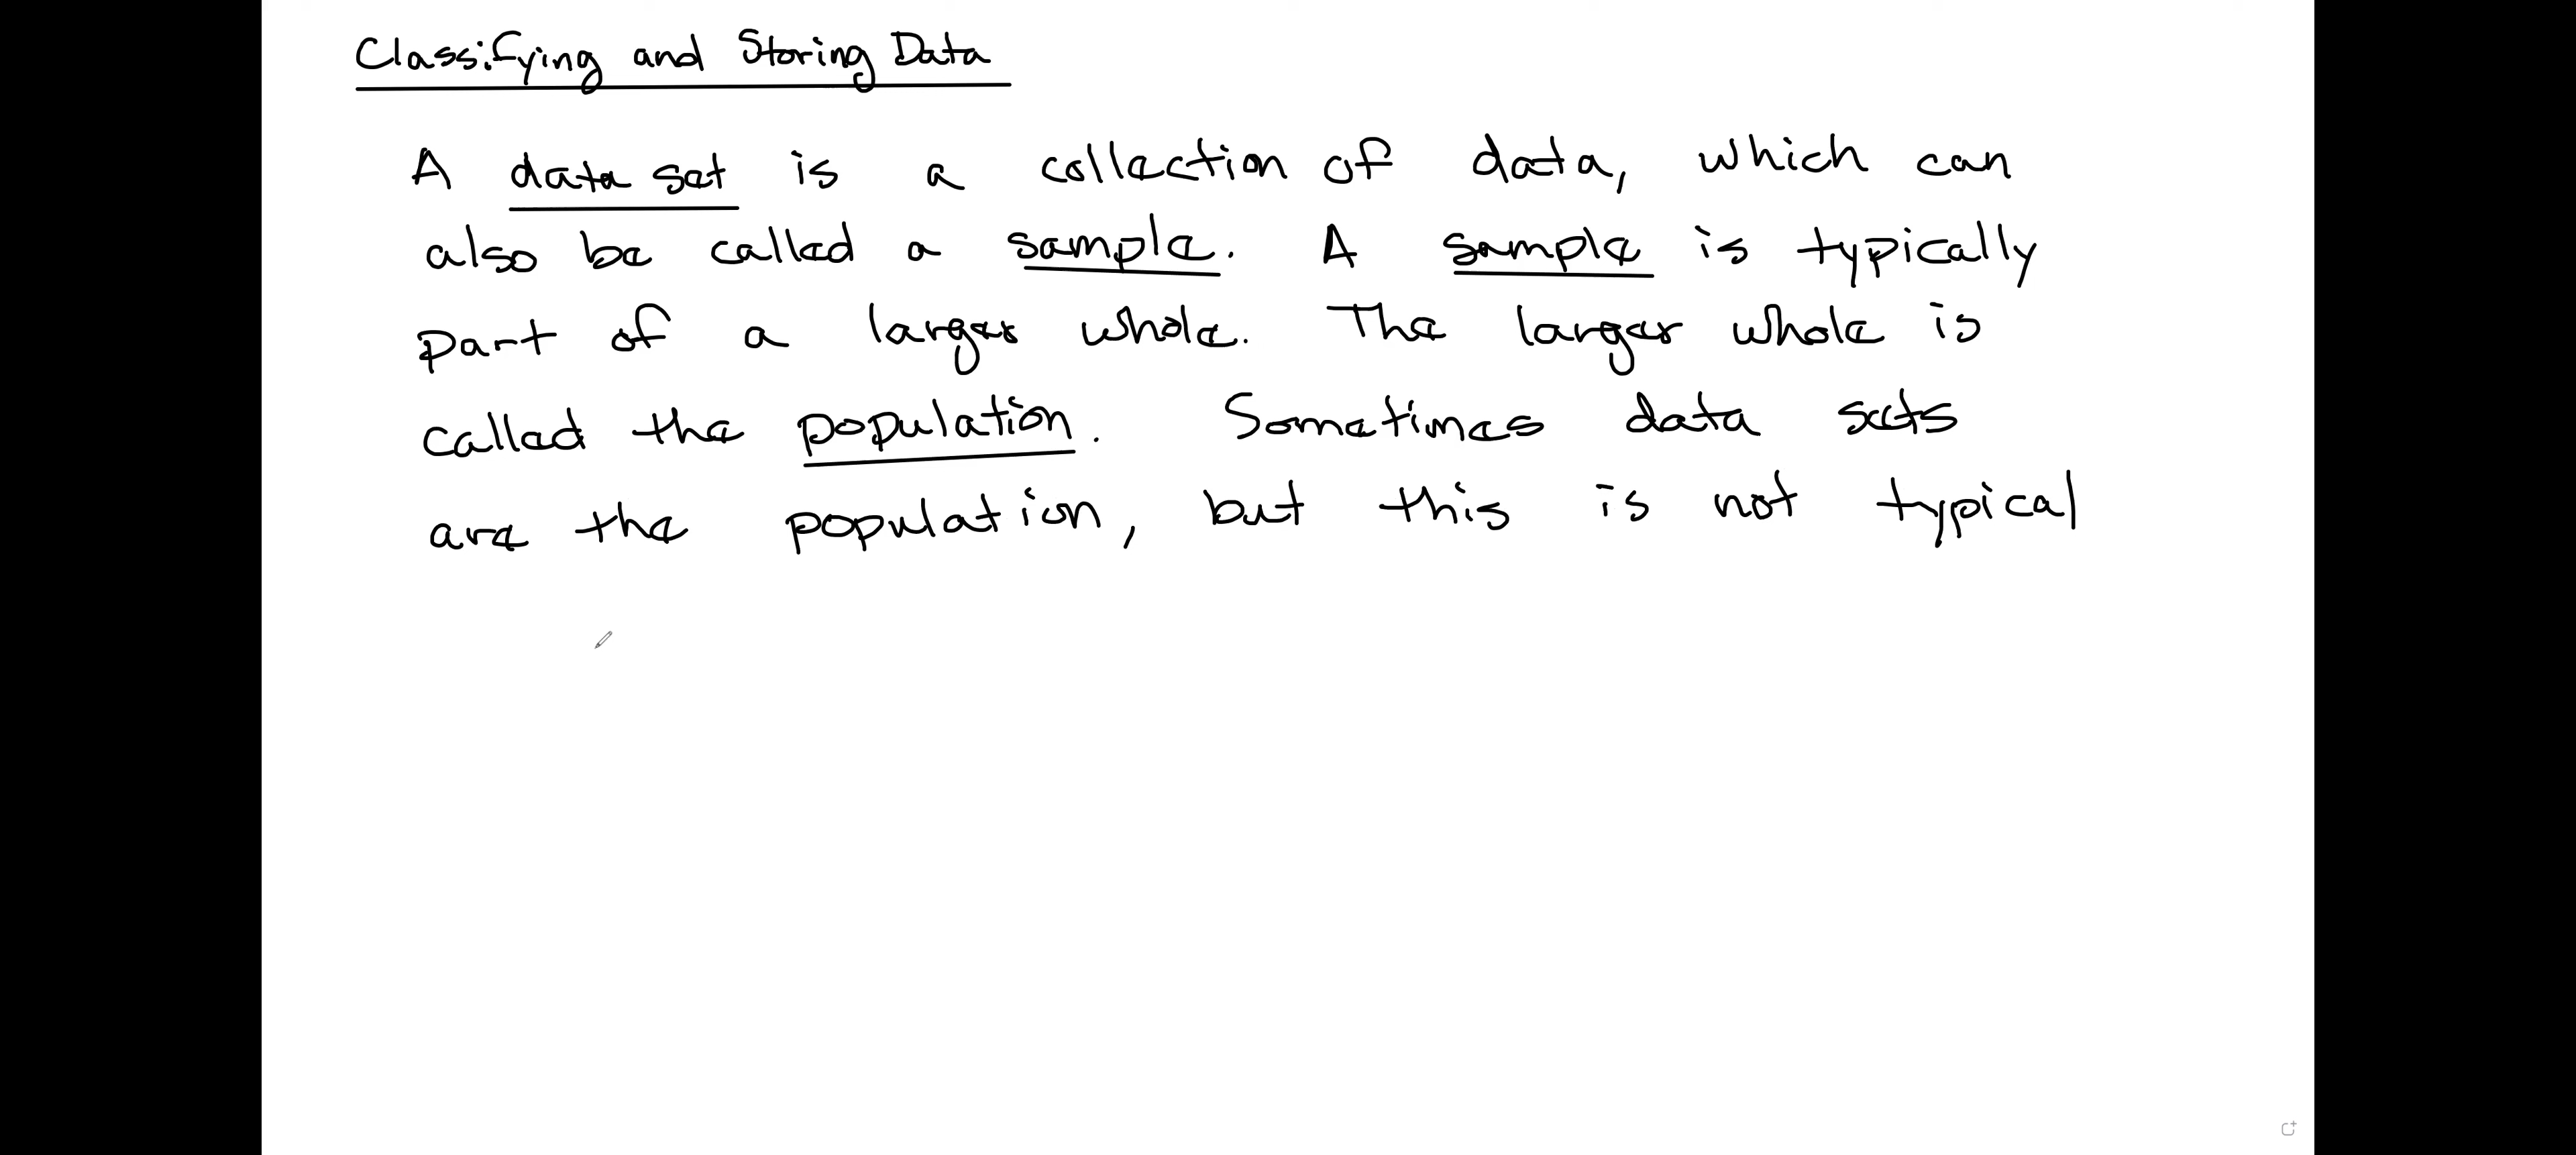 Classifying and Storing Data
A data set is a collection of data, which can
also be called a sample. A sample is typically
part of a larger whole. The larger whole is
called the population. Sometimes data sets
are the population, but this is not typical